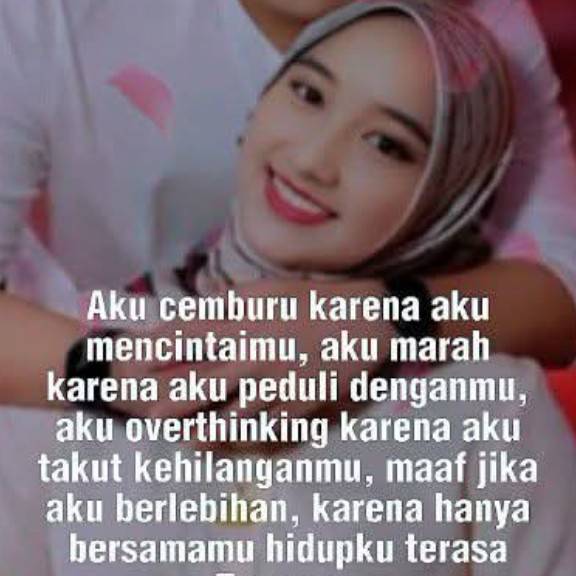 Aku cemburu karena aku
mencintaimu, aku marah
karena aku peduli denganmu,
aku overthinking karena aku
takut kehilanganmu, maaf jika
aku berlebihan, karena hanya
bersamamu hidupku terasa